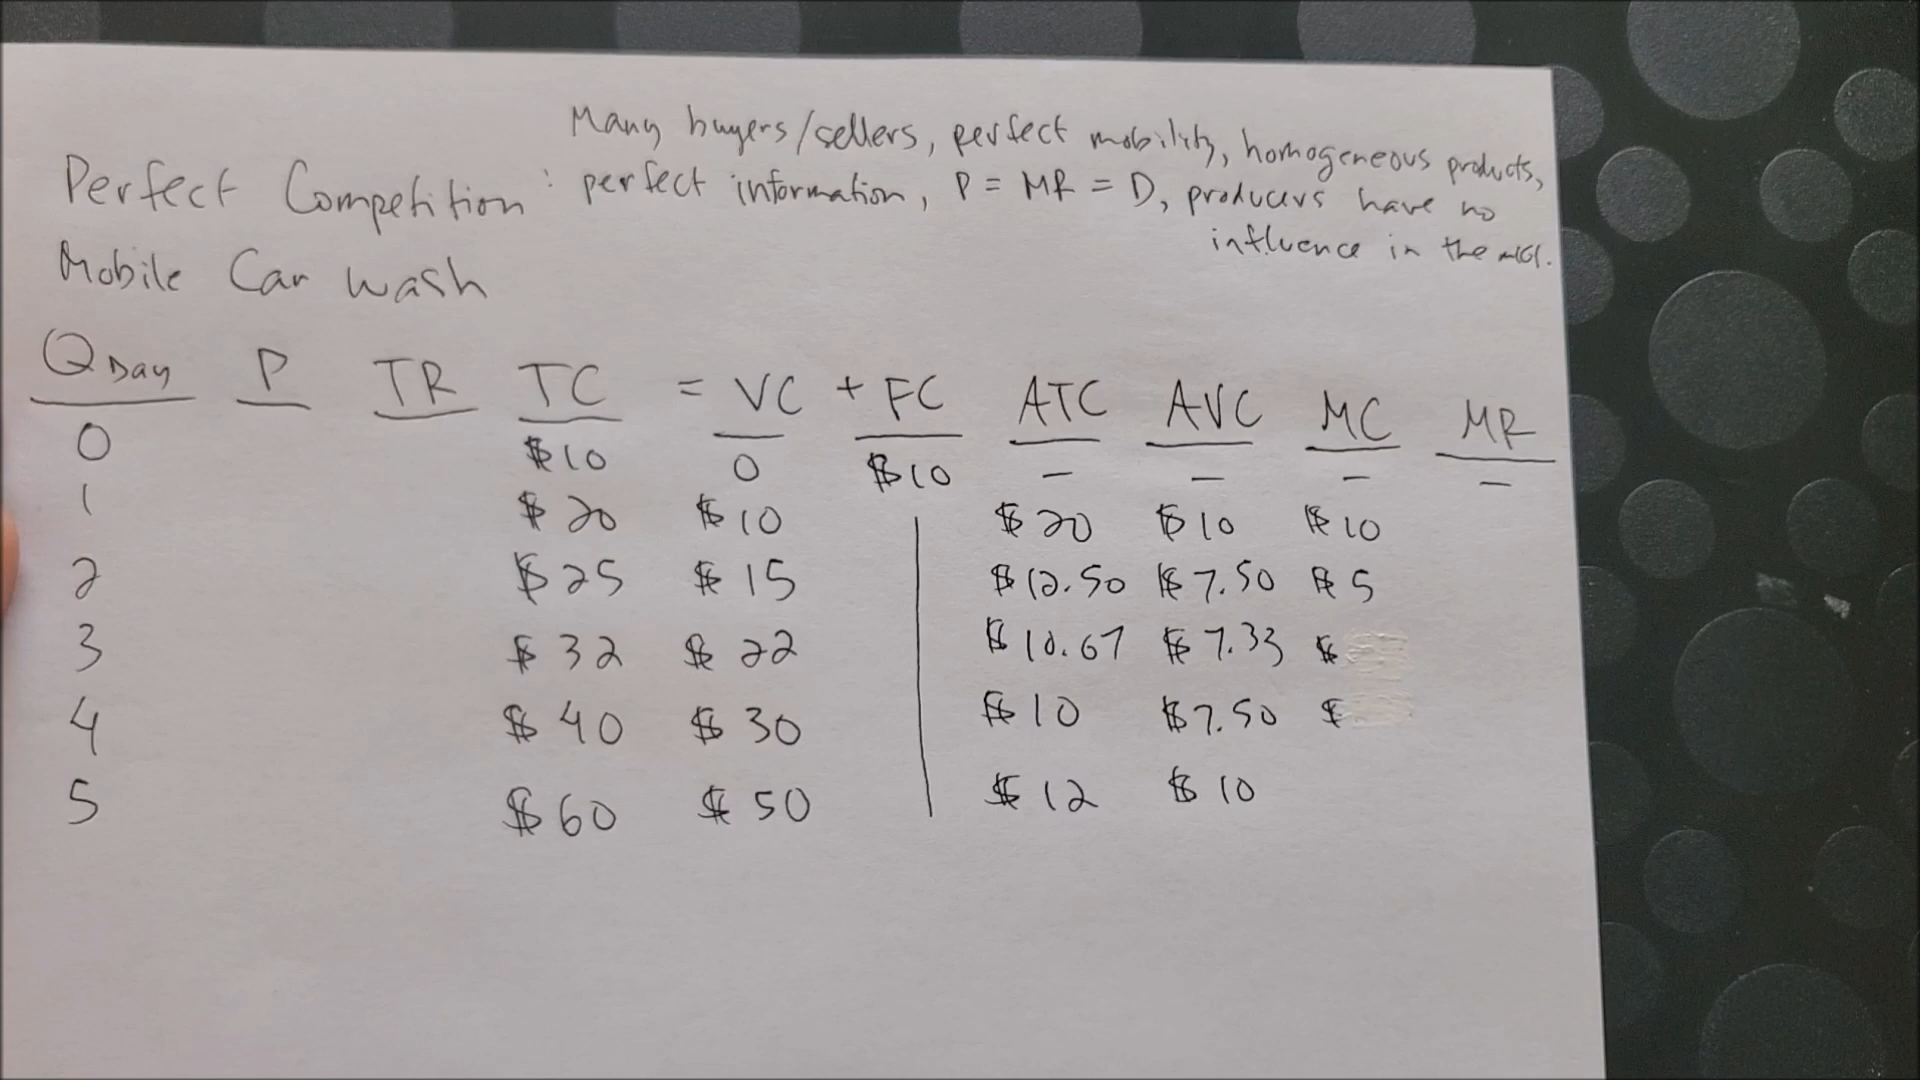 Many buyers/sellers, perfect mobility, homogeneous products,
Perfect Competition : perfect information, P = MR = D, producers have no
influence in the mkt.
Mobile Car wash
Q Day P TR TC = VC + FC ATC AVC MC MR
0 $10 0 $10 – – – –
1 $20 $10 $20 $10 $10
2 $25 $15 $12.50 $7.50 $5
3 $32 $22 $10.67 $7.33 $
4 $40 $30 $10 $7.50 $
5 $60 $50 $12 $10